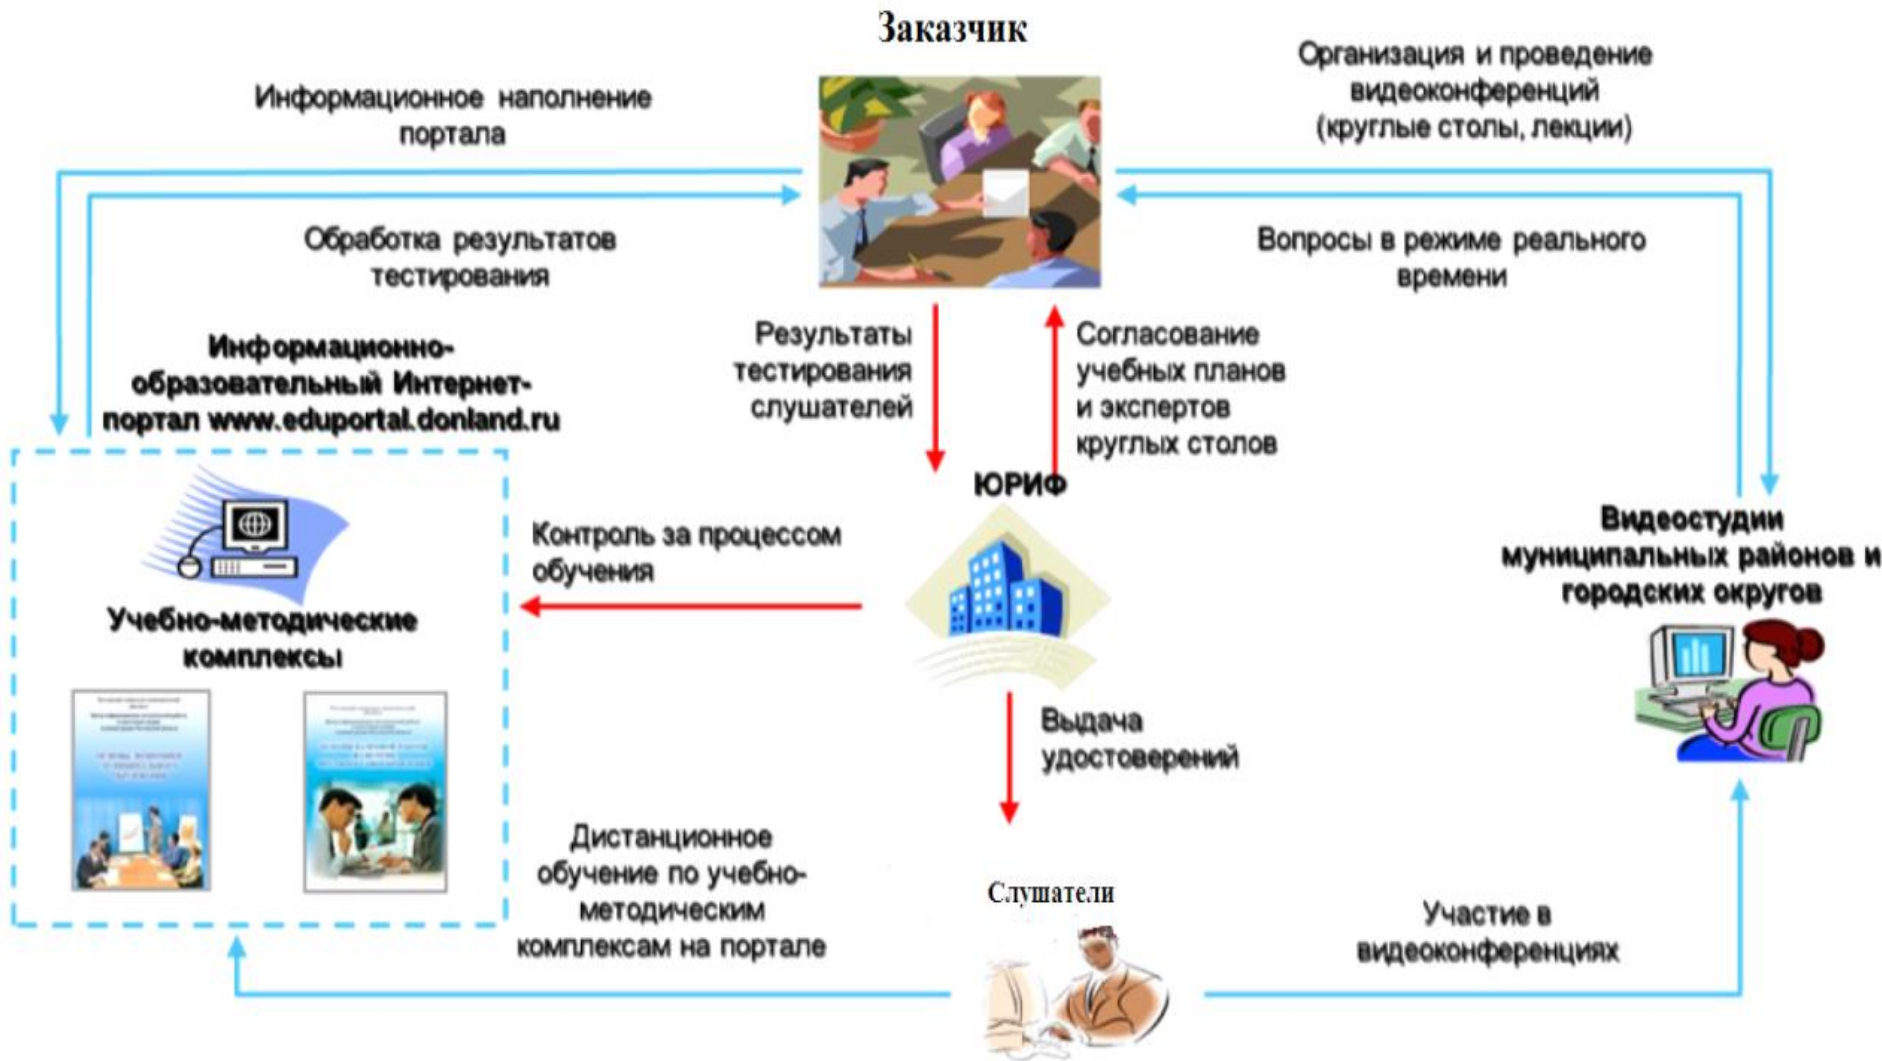 Заказчик
Организация и проведение
видеоконференций
(круглые столы, лекции)
Информационное наполнение
портала
Обработка результатов
тестирования
Вопросы в режиме реального
времени
Информационно-
образовательный Интернет-
портал www.eduportal.donland.ru
Результаты
тестирования
слушателей
Согласование
учебных планов
и экспертов
круглых столов
ЮРИФ
Контроль за процессом
обучения
Видеостудии
муниципальных районов и
городских округов
Учебно-методические
комплексы
Выдача
удостоверений
Дистанционное
обучение по учебно-
методическим
комплексам на портале
Слушатели
Участие в
видеоконференциях